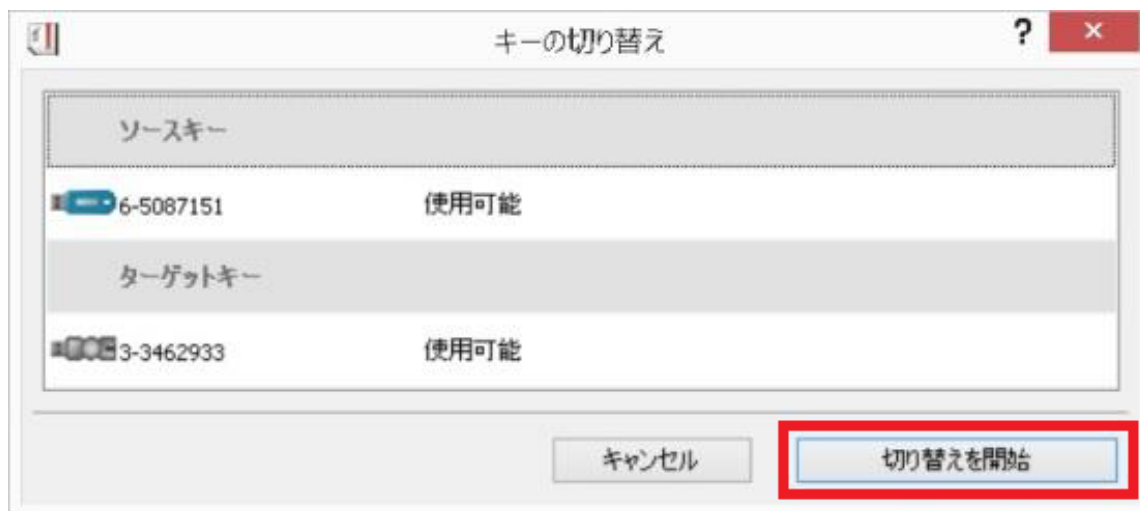 キーの切り替え ? ×
ソースキー
6-5087151 使用可能
ターゲットキー
3-3462933 使用可能
キャンセル 切り替えを開始